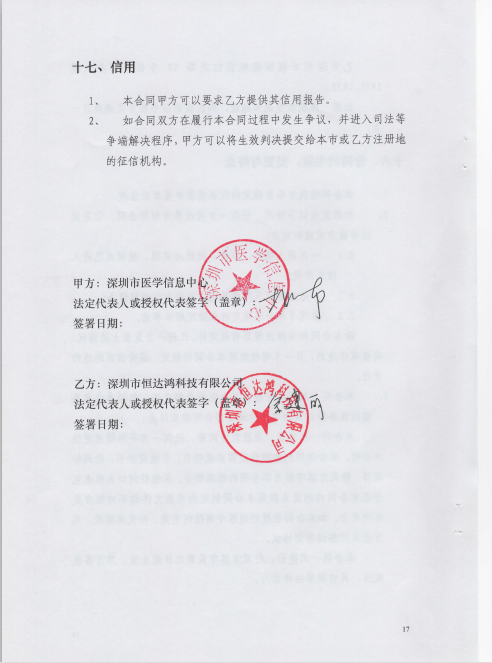 十七、信用
1、 本合同甲方可以要求乙方提供其信用报告。
2、 如合同双方在履行本合同过程中发生争议，并进入司法等
争端解决程序，甲方可以将生效判决提交给本市或乙方注册地
的征信机构。
深圳市医学信息中心
甲方：深圳市医学信息中心
法定代表人或授权代表签字（盖章）：
签署日期：
乙方：深圳市恒达鸿科技有限公司
法定代表人或授权代表签字（盖章）：
签署日期：
深圳市恒达鸿科技有限公司
17